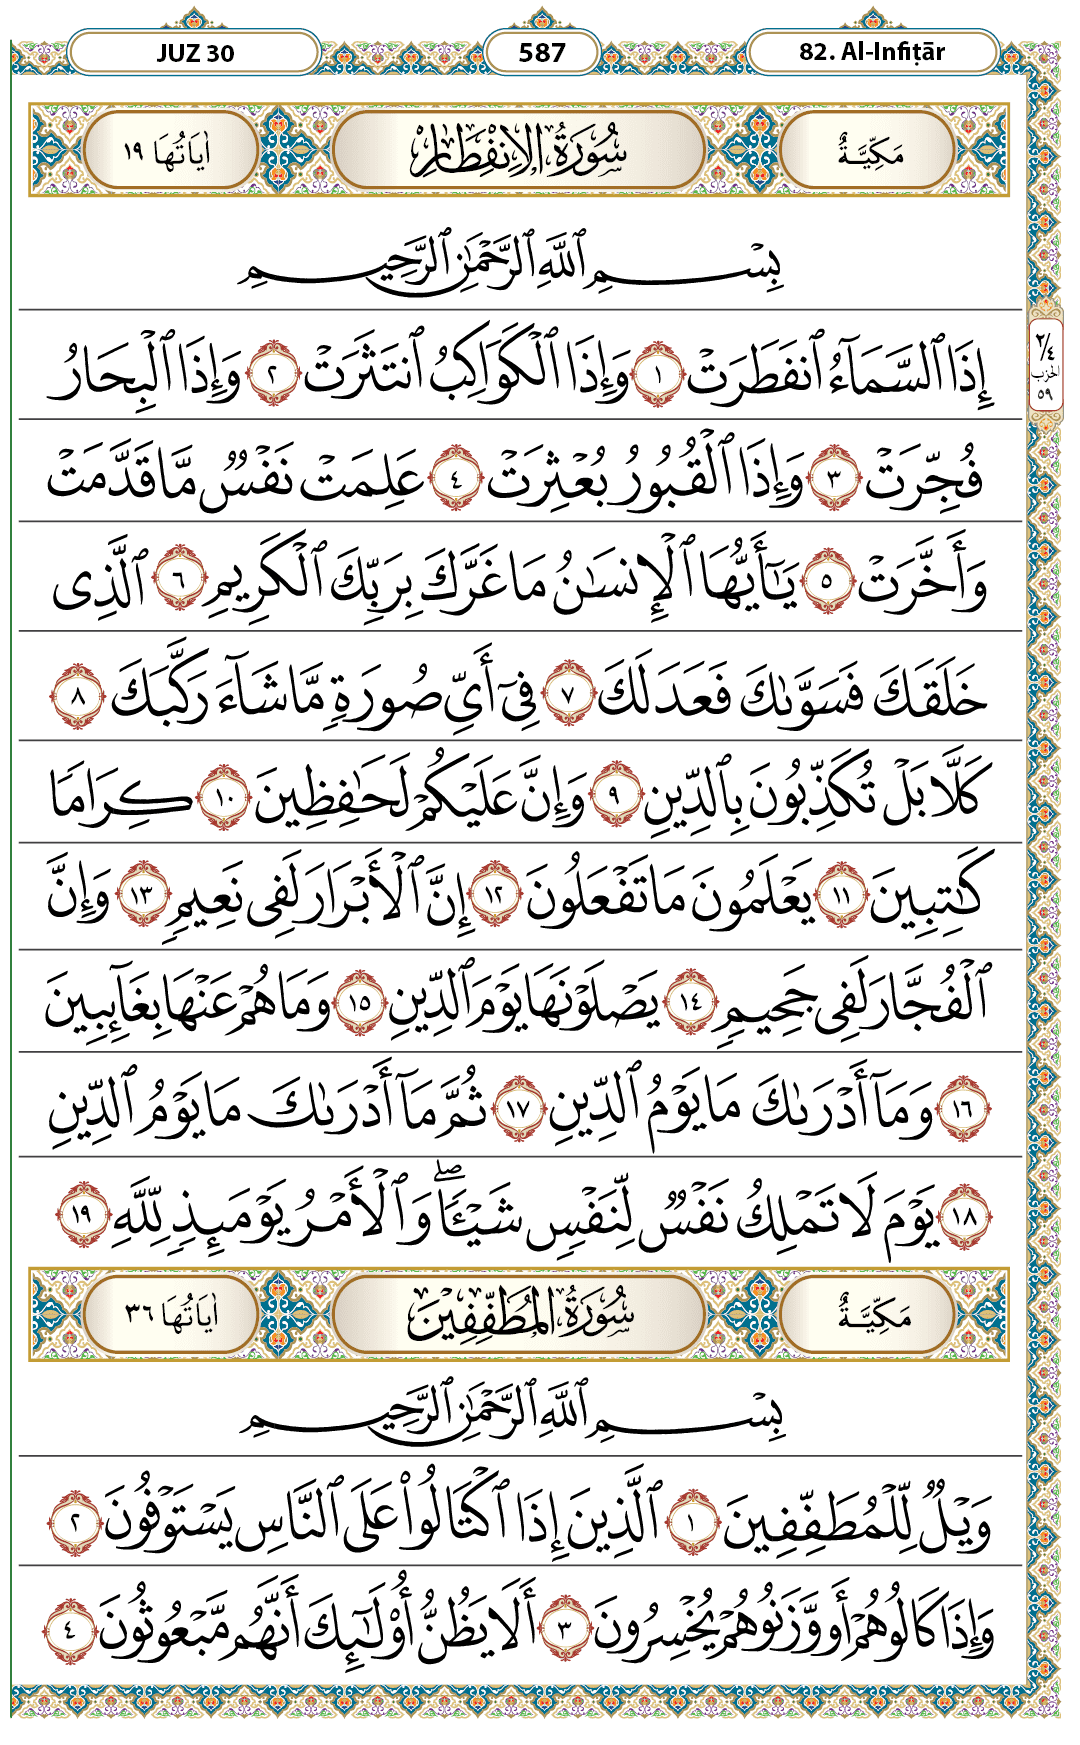 JUZ 30
587
82. Al-Infiṭār
مَكِّيَّةٌ سُورَةُ الِانْفِطَارِ اٰيَاتُهَا ١٩
بِسْمِ ٱللَّهِ ٱلرَّحْمَٰنِ ٱلرَّحِيمِ
إِذَا ٱلسَّمَآءُ ٱنفَطَرَتْ ١ وَإِذَا ٱلْكَوَاكِبُ ٱنتَثَرَتْ ٢ وَإِذَا ٱلْبِحَارُ
٢/٤
الحزب
٥٩
فُجِّرَتْ ٣ وَإِذَا ٱلْقُبُورُ بُعْثِرَتْ ٤ عَلِمَتْ نَفْسٌ مَّا قَدَّمَتْ
وَأَخَّرَتْ ٥ يَٰٓأَيُّهَا ٱلْإِنسَٰنُ مَا غَرَّكَ بِرَبِّكَ ٱلْكَرِيمِ ٦ ٱلَّذِى
خَلَقَكَ فَسَوَّىٰكَ فَعَدَلَكَ ٧ فِىٓ أَىِّ صُورَةٍ مَّا شَآءَ رَكَّبَكَ ٨
كَلَّا بَلْ تُكَذِّبُونَ بِٱلدِّينِ ٩ وَإِنَّ عَلَيْكُمْ لَحَٰفِظِينَ ١٠ كِرَامًا
كَٰتِبِينَ ١١ يَعْلَمُونَ مَا تَفْعَلُونَ ١٢ إِنَّ ٱلْأَبْرَارَ لَفِى نَعِيمٍ ١٣ وَإِنَّ
ٱلْفُجَّارَ لَفِى جَحِيمٍ ١٤ يَصْلَوْنَهَا يَوْمَ ٱلدِّينِ ١٥ وَمَا هُمْ عَنْهَا بِغَآئِبِينَ
١٦ وَمَآ أَدْرَىٰكَ مَا يَوْمُ ٱلدِّينِ ١٧ ثُمَّ مَآ أَدْرَىٰكَ مَا يَوْمُ ٱلدِّينِ
١٨ يَوْمَ لَا تَمْلِكُ نَفْسٌ لِّنَفْسٍ شَيْـًٔا ۖ وَٱلْأَمْرُ يَوْمَئِذٍ لِّلَّهِ ١٩
مَكِّيَّةٌ سُورَةُ المُطَفِّفِينَ اٰيَاتُهَا ٣٦
بِسْمِ ٱللَّهِ ٱلرَّحْمَٰنِ ٱلرَّحِيمِ
وَيْلٌ لِّلْمُطَفِّفِينَ ١ ٱلَّذِينَ إِذَا ٱكْتَالُوا۟ عَلَى ٱلنَّاسِ يَسْتَوْفُونَ ٢
وَإِذَا كَالُوهُمْ أَو وَّزَنُوهُمْ يُخْسِرُونَ ٣ أَلَا يَظُنُّ أُو۟لَٰٓئِكَ أَنَّهُم مَّبْعُوثُونَ ٤